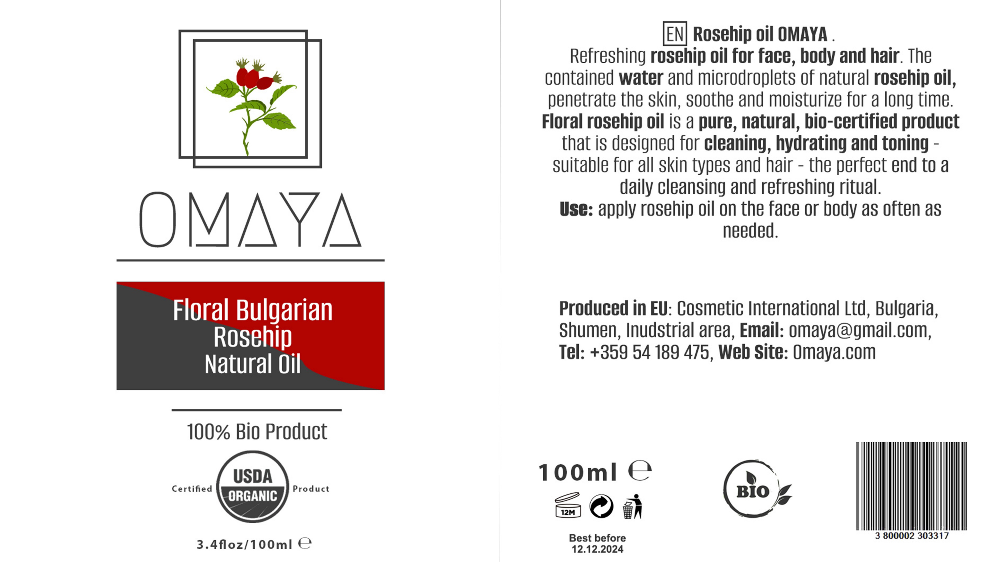 OMAYA
Floral Bulgarian
Rosehip
Natural Oil
100% Bio Product
Certified
USDA
ORGANIC
Product
3.4floz/100ml ℮
EN Rosehip oil OMAYA .
Refreshing rosehip oil for face, body and hair. The
contained water and microdroplets of natural rosehip oil,
penetrate the skin, soothe and moisturize for a long time.
Floral rosehip oil is a pure, natural, bio-certified product
that is designed for cleaning, hydrating and toning -
suitable for all skin types and hair - the perfect end to a
daily cleansing and refreshing ritual.
Use: apply rosehip oil on the face or body as often as
needed.
Produced in EU: Cosmetic International Ltd, Bulgaria,
Shumen, Inudstrial area, Email: omaya@gmail.com,
Tel: +359 54 189 475, Web Site: Omaya.com
100ml ℮
12M
Best before
12.12.2024
BIO
3 800002 303317